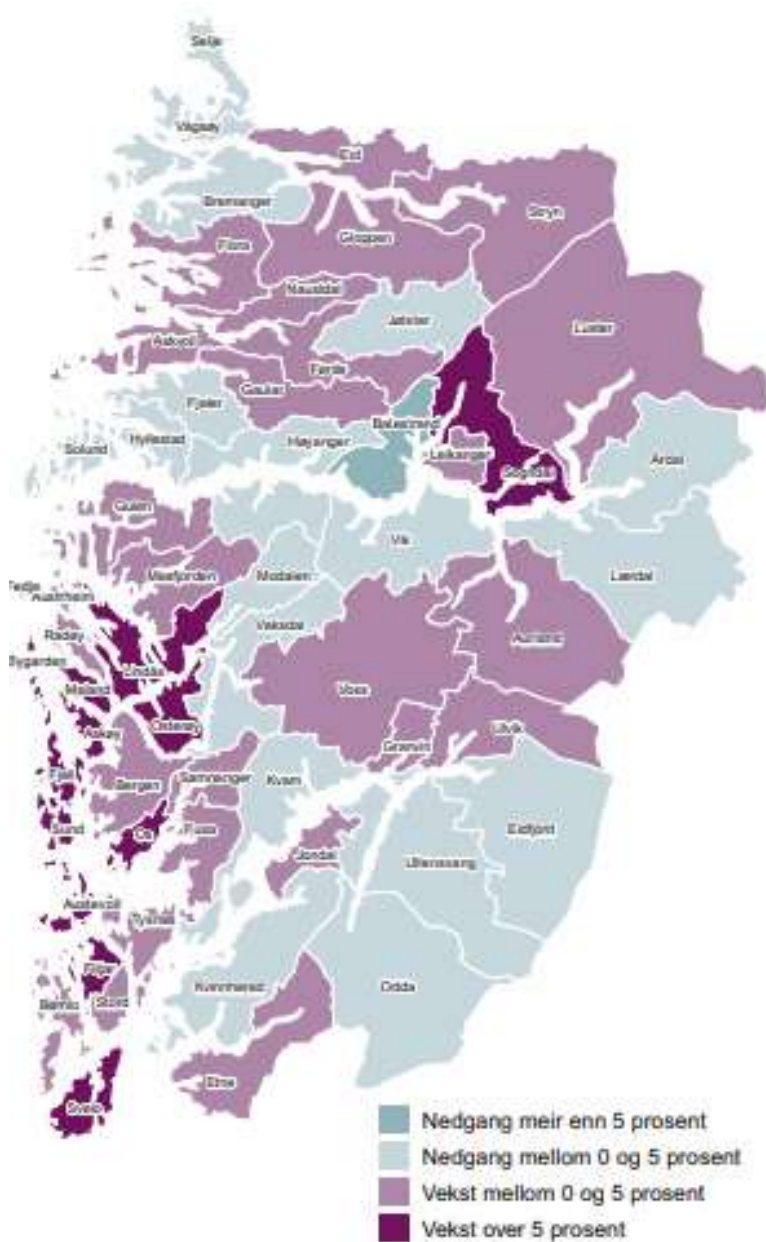 Selje
Vågsøy
Eid
Bremanger
Stryn
Gloppen
Flora
Naustdal
Jølster
Luster
Askvoll
Førde
Gaular
Fjaler
Balestrand
Hyllestad
Høyanger
Leikanger
Solund
Sogndal
Årdal
Gulen
Vik
Masfjorden
Modalen
Lærdal
Fedje
Austrheim
Vaksdal
Radøy
Aurland
Øygarden
Lindås
Meland
Voss
Osterøy
Ulvik
Askøy
Granvin
Fjell
Samnanger
Kvam
Bergen
Sund
Os
Fusa
Eidfjord
Jondal
Ullensvang
Austevoll
Tysnes
Fitjar
Kvinnherad
Odda
Bømlo
Stord
Etne
Sveio
Nedgang meir enn 5 prosent
Nedgang mellom 0 og 5 prosent
Vekst mellom 0 og 5 prosent
Vekst over 5 prosent